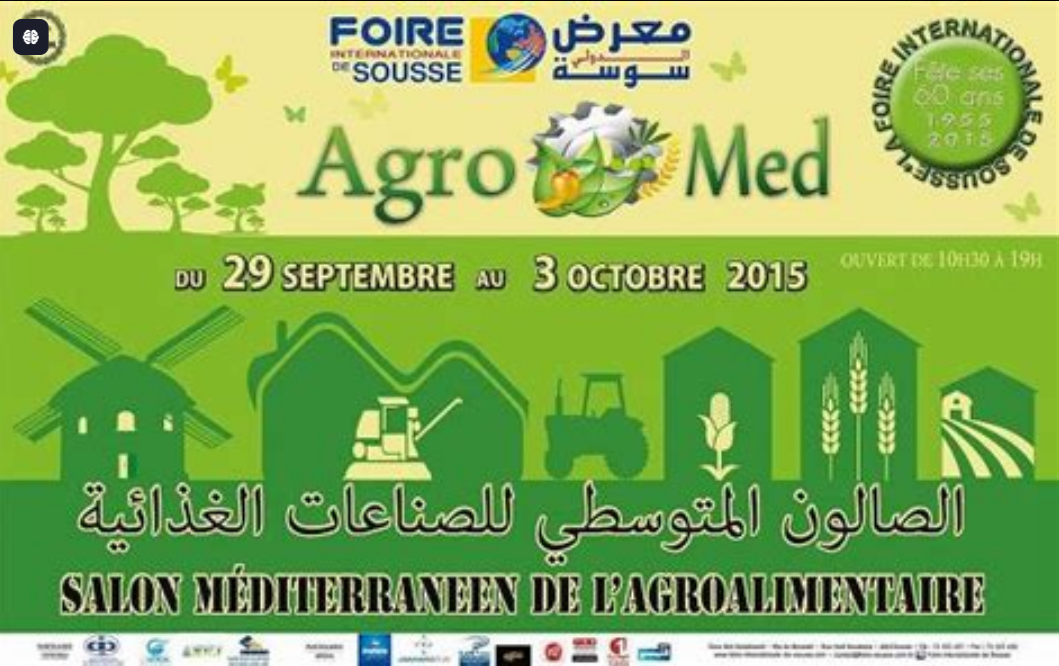 FOIRE
INTERNATIONALE
DE SOUSSE
معرض
الدولي
سوسة
LA FOIRE INTERNATIONALE DE SOUSSE
Fête ses
60 ans
1955
2015
Agro Med
DU 29 SEPTEMBRE AU 3 OCTOBRE 2015
OUVERT DE 10H30 À 19H
الصالون المتوسطي للصناعات الغذائية
SALON MÉDITERRANEEN DE L'AGROALIMENTAIRE